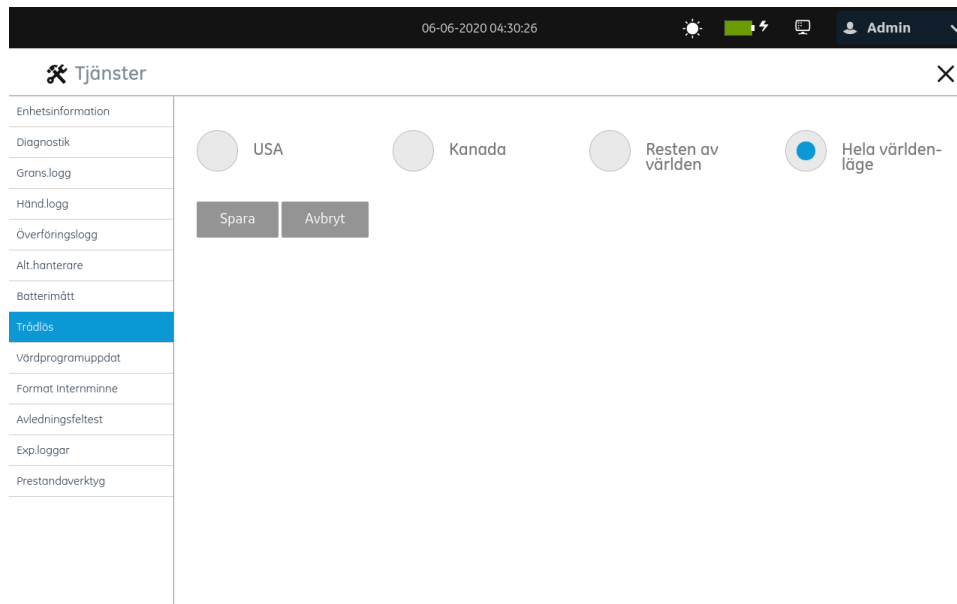 06-06-2020 04:30:26
Admin
Tjänster
Enhetsinformation
Diagnostik
Grans.logg
Händ.logg
Överföringslogg
Alt.hanterare
Batterimått
Trådlös
Värdprogramuppdat
Format Internminne
Avledningsfeltest
Exp.loggar
Prestandaverktyg
USA
Kanada
Resten av
världen
Hela världen-
läge
Spara
Avbryt